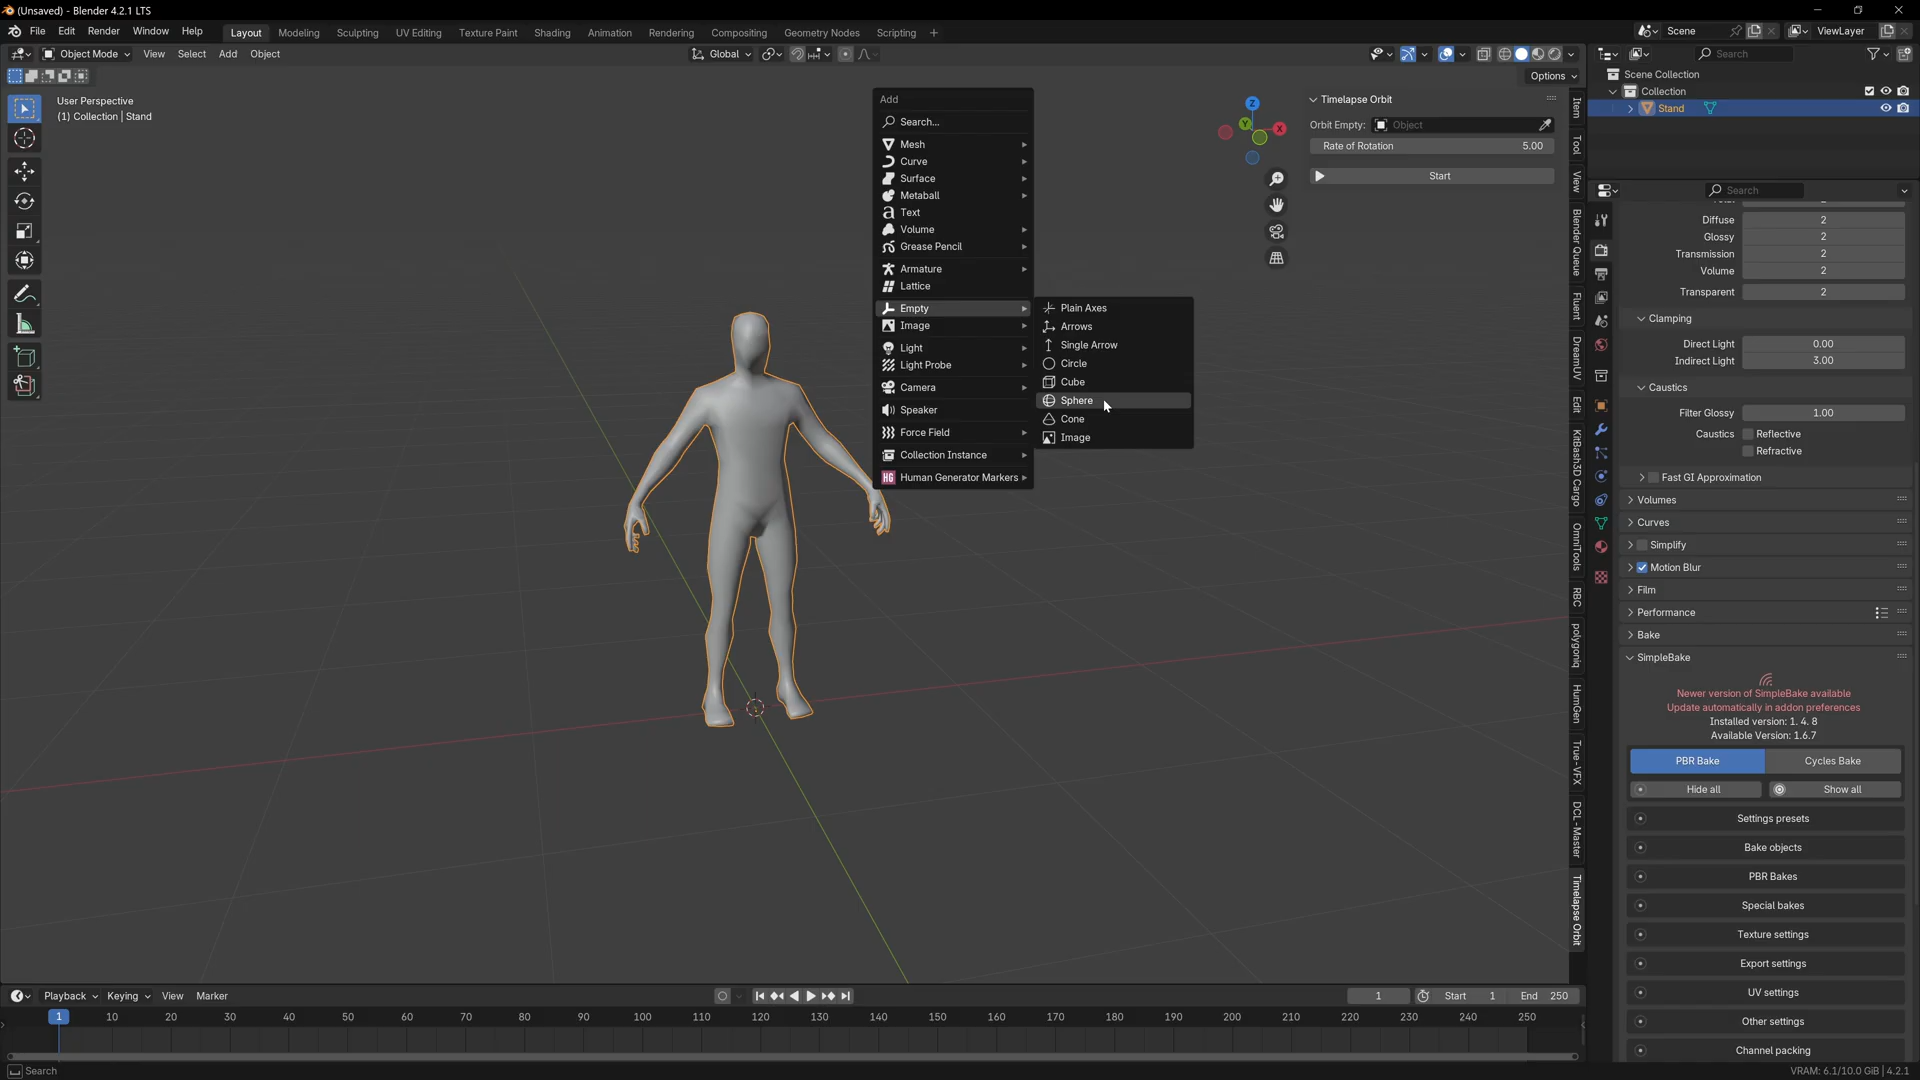 (Unsaved) - Blender 4.2.1 LTS
File Edit Render Window Help
Layout Modeling Sculpting UV Editing Texture Paint Shading Animation Rendering Compositing Geometry Nodes Scripting +
Scene
ViewLayer
Object Mode View Select Add Object
Global
Search
Options
User Perspective
(1) Collection | Stand
Add
Search...
Mesh
Curve
Surface
Metaball
Text
Volume
Grease Pencil
Armature
Lattice
Empty
Image
Light
Light Probe
Camera
Speaker
Force Field
Collection Instance
HG Human Generator Markers
Plain Axes
Arrows
Single Arrow
Circle
Cube
Sphere
Cone
Image
Z
Y
X
Timelapse Orbit
Orbit Empty: Object
Rate of Rotation 5.00
Start
Item
Tool
View
Blender Queue
Fluent
DreamUV
Edit
KitBash3D Cargo
OmniTools
RBC
polygoniq
HumGen
True-VFX
DCL-Master
Timelapse Orbit
Scene Collection
Collection
Stand
Search
Diffuse 2
Glossy 2
Transmission 2
Volume 2
Transparent 2
Clamping
Direct Light 0.00
Indirect Light 3.00
Caustics
Filter Glossy 1.00
Caustics Reflective
Refractive
Fast GI Approximation
Volumes
Curves
Simplify
Motion Blur
Film
Performance
Bake
SimpleBake
Newer version of SimpleBake available
Update automatically in addon preferences
Installed version: 1. 4. 8
Available Version: 1.6.7
PBR Bake Cycles Bake
Hide all Show all
Settings presets
Bake objects
PBR Bakes
Special bakes
Texture settings
Export settings
UV settings
Other settings
Channel packing
Playback Keying View Marker
1 Start 1 End 250
1 10 20 30 40 50 60 70 80 90 100 110 120 130 140 150 160 170 180 190 200 210 220 230 240 250
Search
VRAM: 6.1/10.0 GiB | 4.2.1